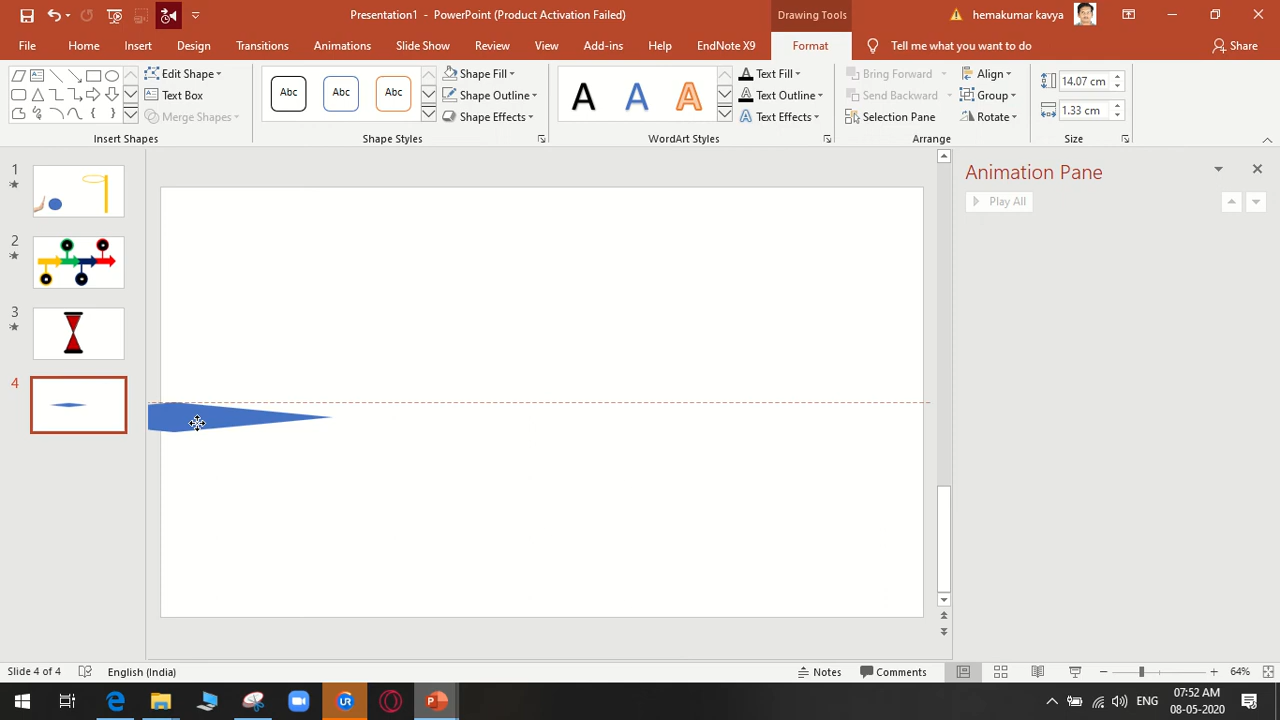 Presentation1 - PowerPoint (Product Activation Failed)
Drawing Tools
hemakumar kavya
File Home Insert Design Transitions Animations Slide Show Review View Add-ins Help EndNote X9 Format Tell me what you want to do Share
Edit Shape
Text Box
Merge Shapes
Insert Shapes
Abc Abc Abc
Shape Fill
Shape Outline
Shape Effects
Shape Styles
A A A
Text Fill
Text Outline
Text Effects
WordArt Styles
Bring Forward
Send Backward
Selection Pane
Align
Group
Rotate
Arrange
14.07 cm
1.33 cm
Size
1
2
3
4
Animation Pane
Play All
Slide 4 of 4
English (India)
Notes
Comments
64%
ENG
07:52 AM
08-05-2020